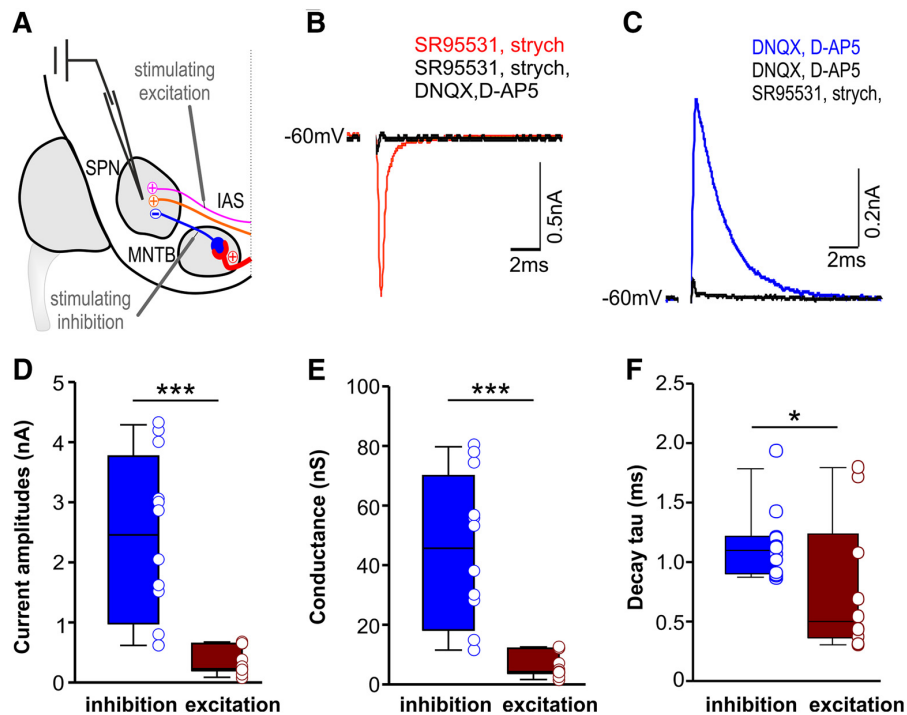 A
stimulating
excitation
SPN
IAS
MNTB
stimulating
inhibition
B
SR95531, strych
SR95531, strych,
DNQX,D-AP5
-60mV
0.5nA
2ms
C
DNQX, D-AP5
DNQX, D-AP5
SR95531, strych,
0.2nA
2ms
-60mV
D
***
Current amplitudes (nA)
5
4
3
2
1
0
inhibition excitation
E
***
Conductance (nS)
100
80
60
40
20
0
inhibition excitation
F
*
Decay tau (ms)
2.5
2.0
1.5
1.0
0.5
0
inhibition excitation